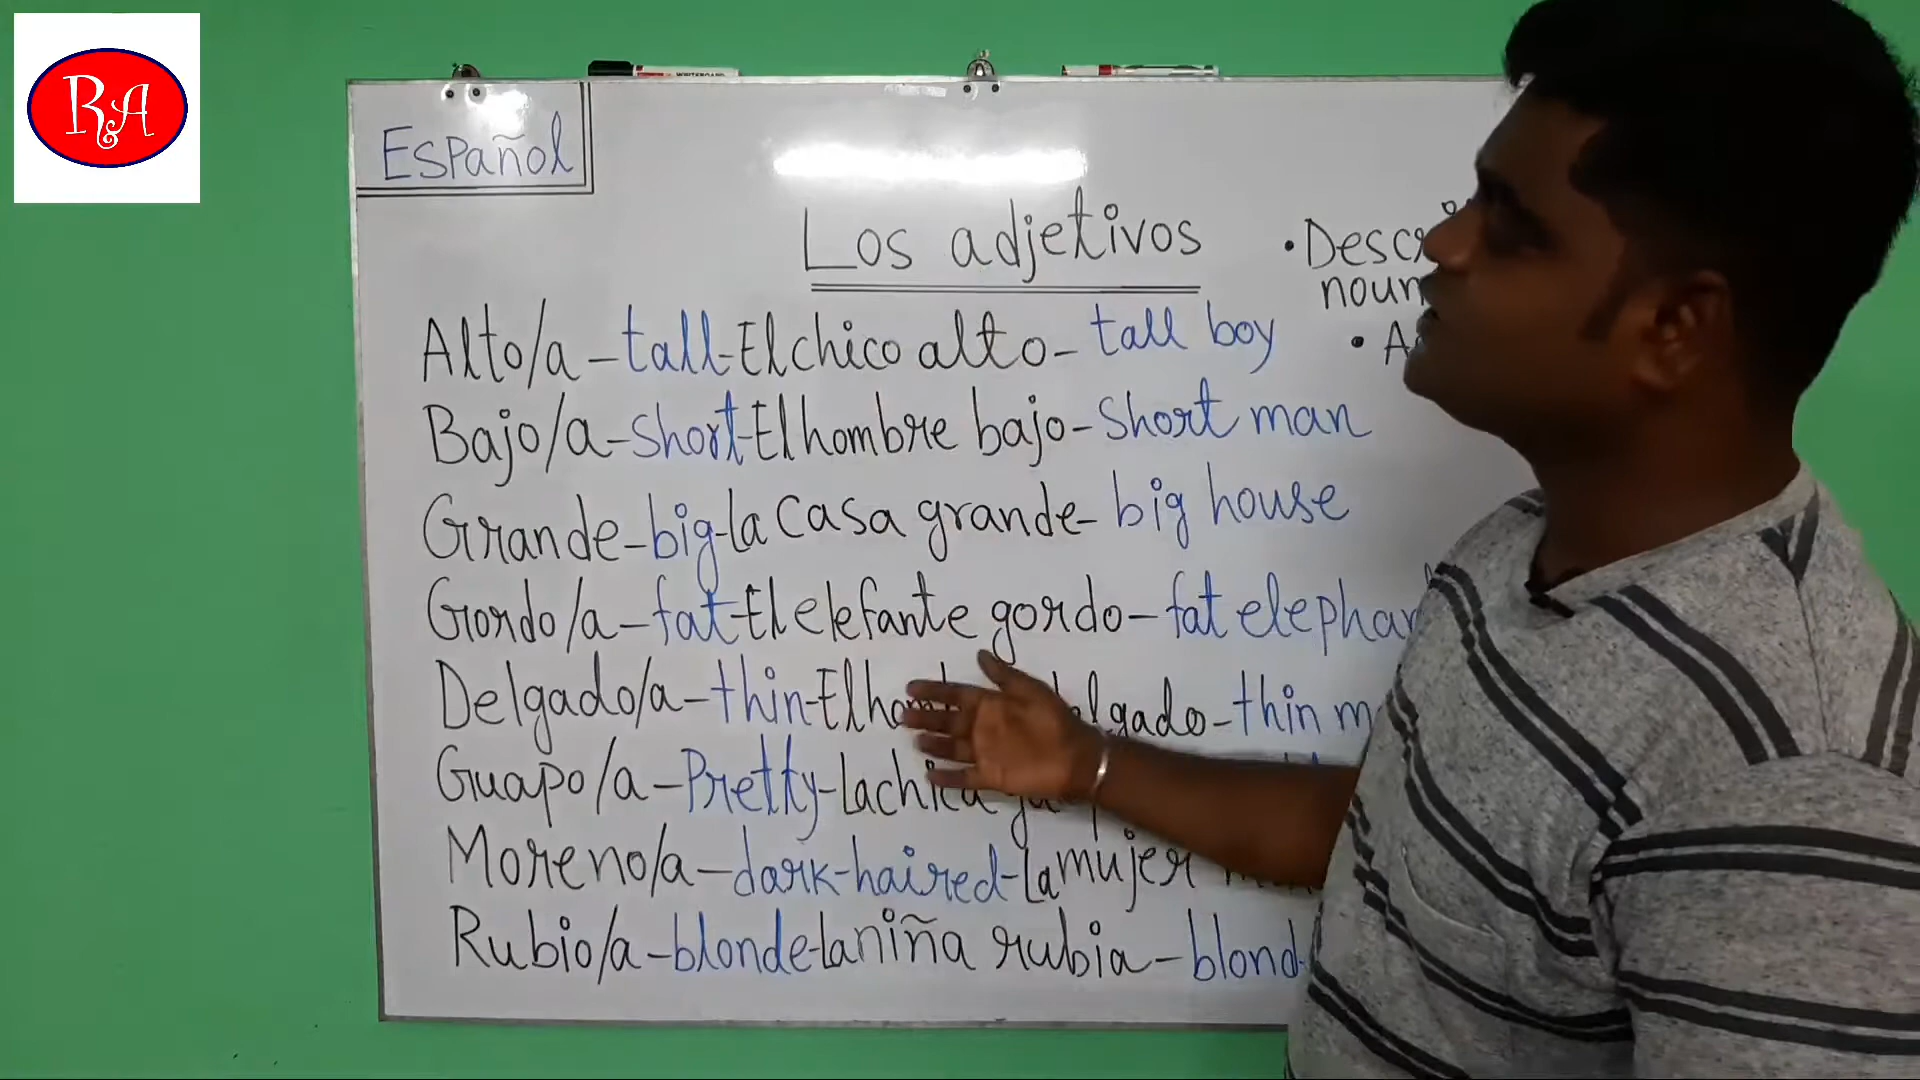 RA
Español
Los adjetivos
Alto/a - tall - El chico alto - tall boy
Bajo/a - short - El hombre bajo - short man
Grande - big - la casa grande - big house
Gordo/a - fat - El elefante gordo - fat
Delgado/a - thin - El delgado - thin
Guapo/a - Pretty - La chica
Moreno/a - dark-haired - La mujer
Rubio/a - blonde - la niña rubia -